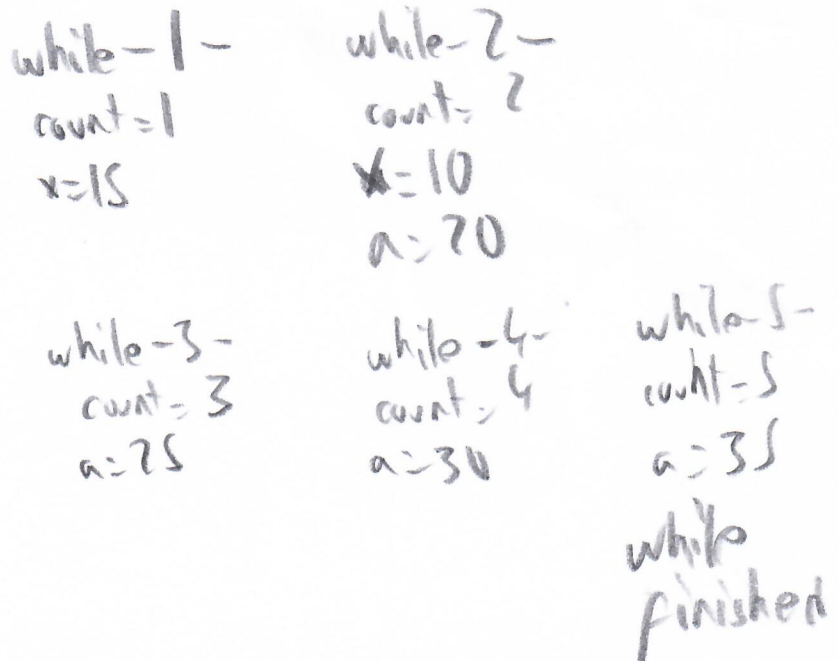 while-1-
count=1
x=15
while-2-
count=2
x=10
a=20
while-3-
count=3
a=25
while-4-
count=4
a=30
while-5-
count=5
a=35
while
finished